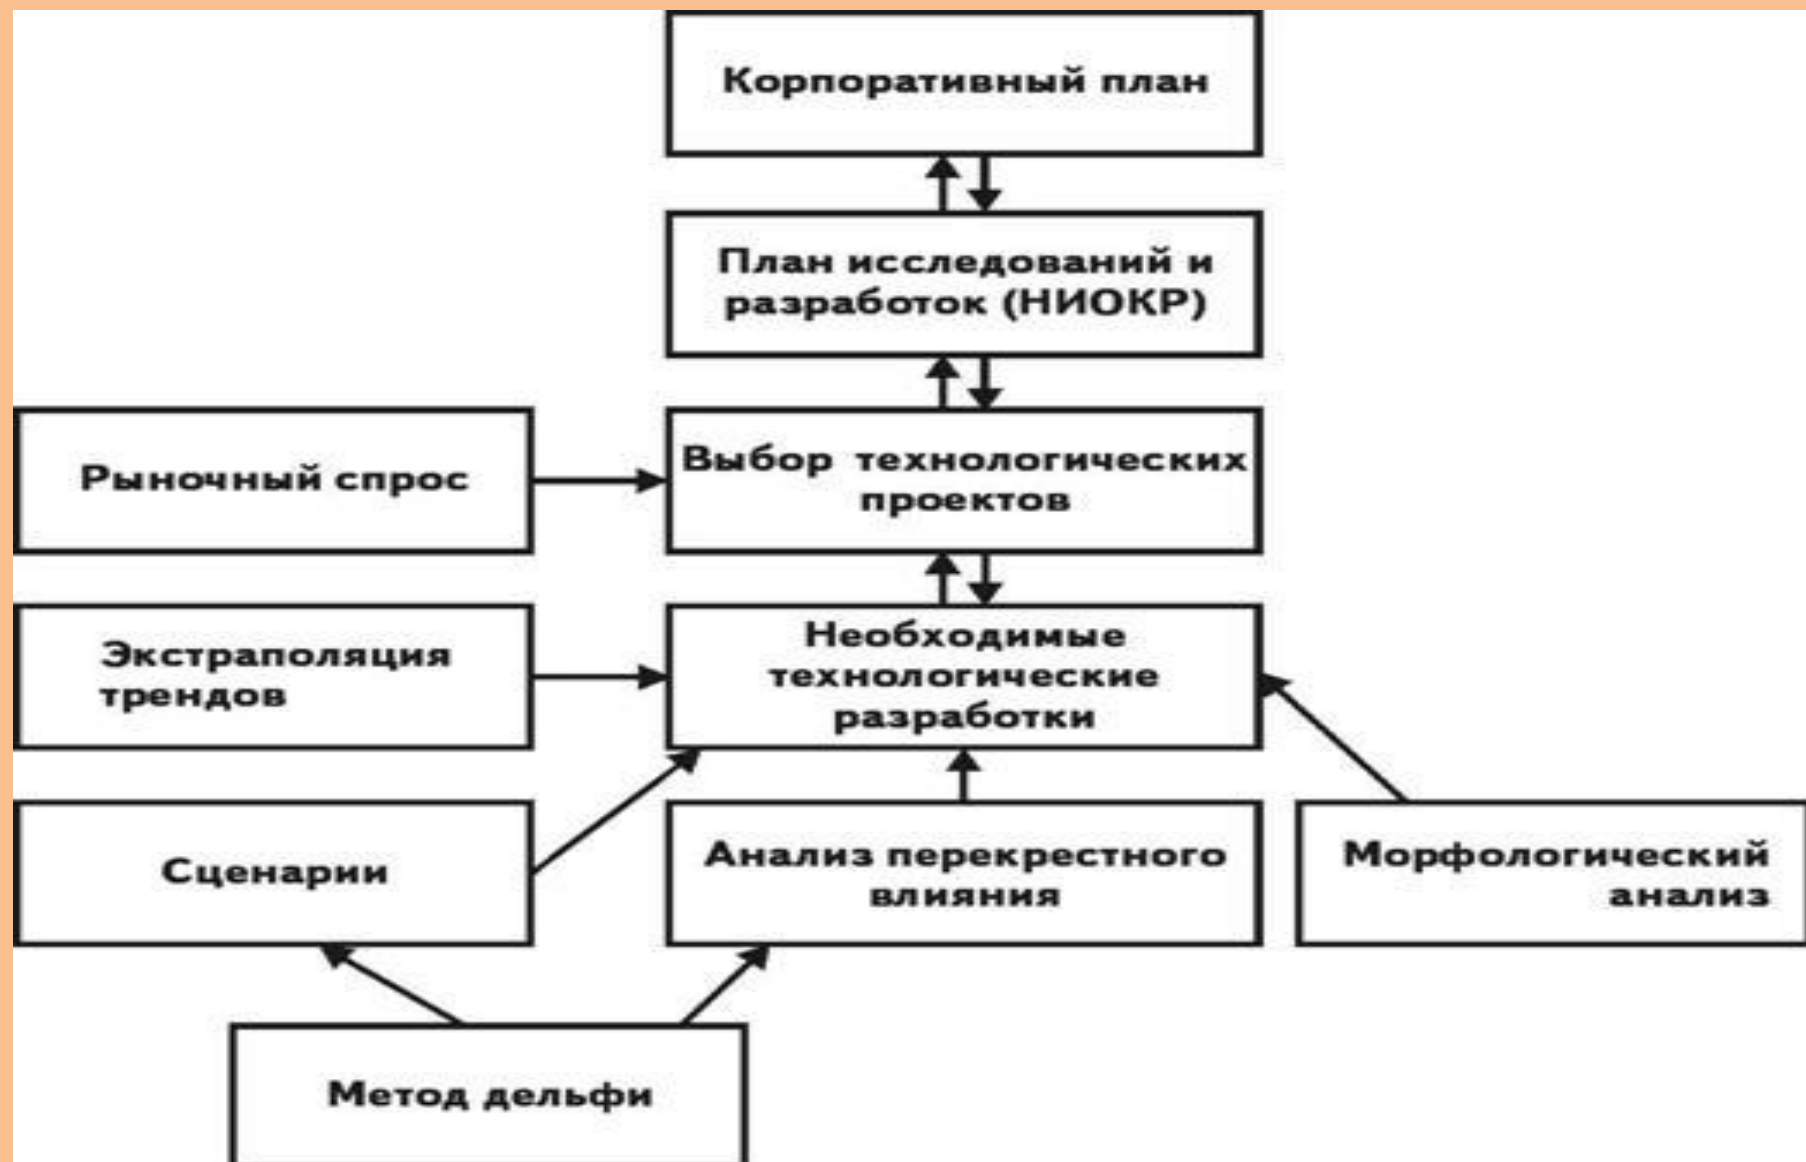 Корпоративный план
План исследований и
разработок (НИОКР)
Рыночный спрос
Выбор технологических
проектов
Экстраполяция
трендов
Необходимые
технологические
разработки
Сценарии
Анализ перекрестного
влияния
Морфологический
анализ
Метод дельфи